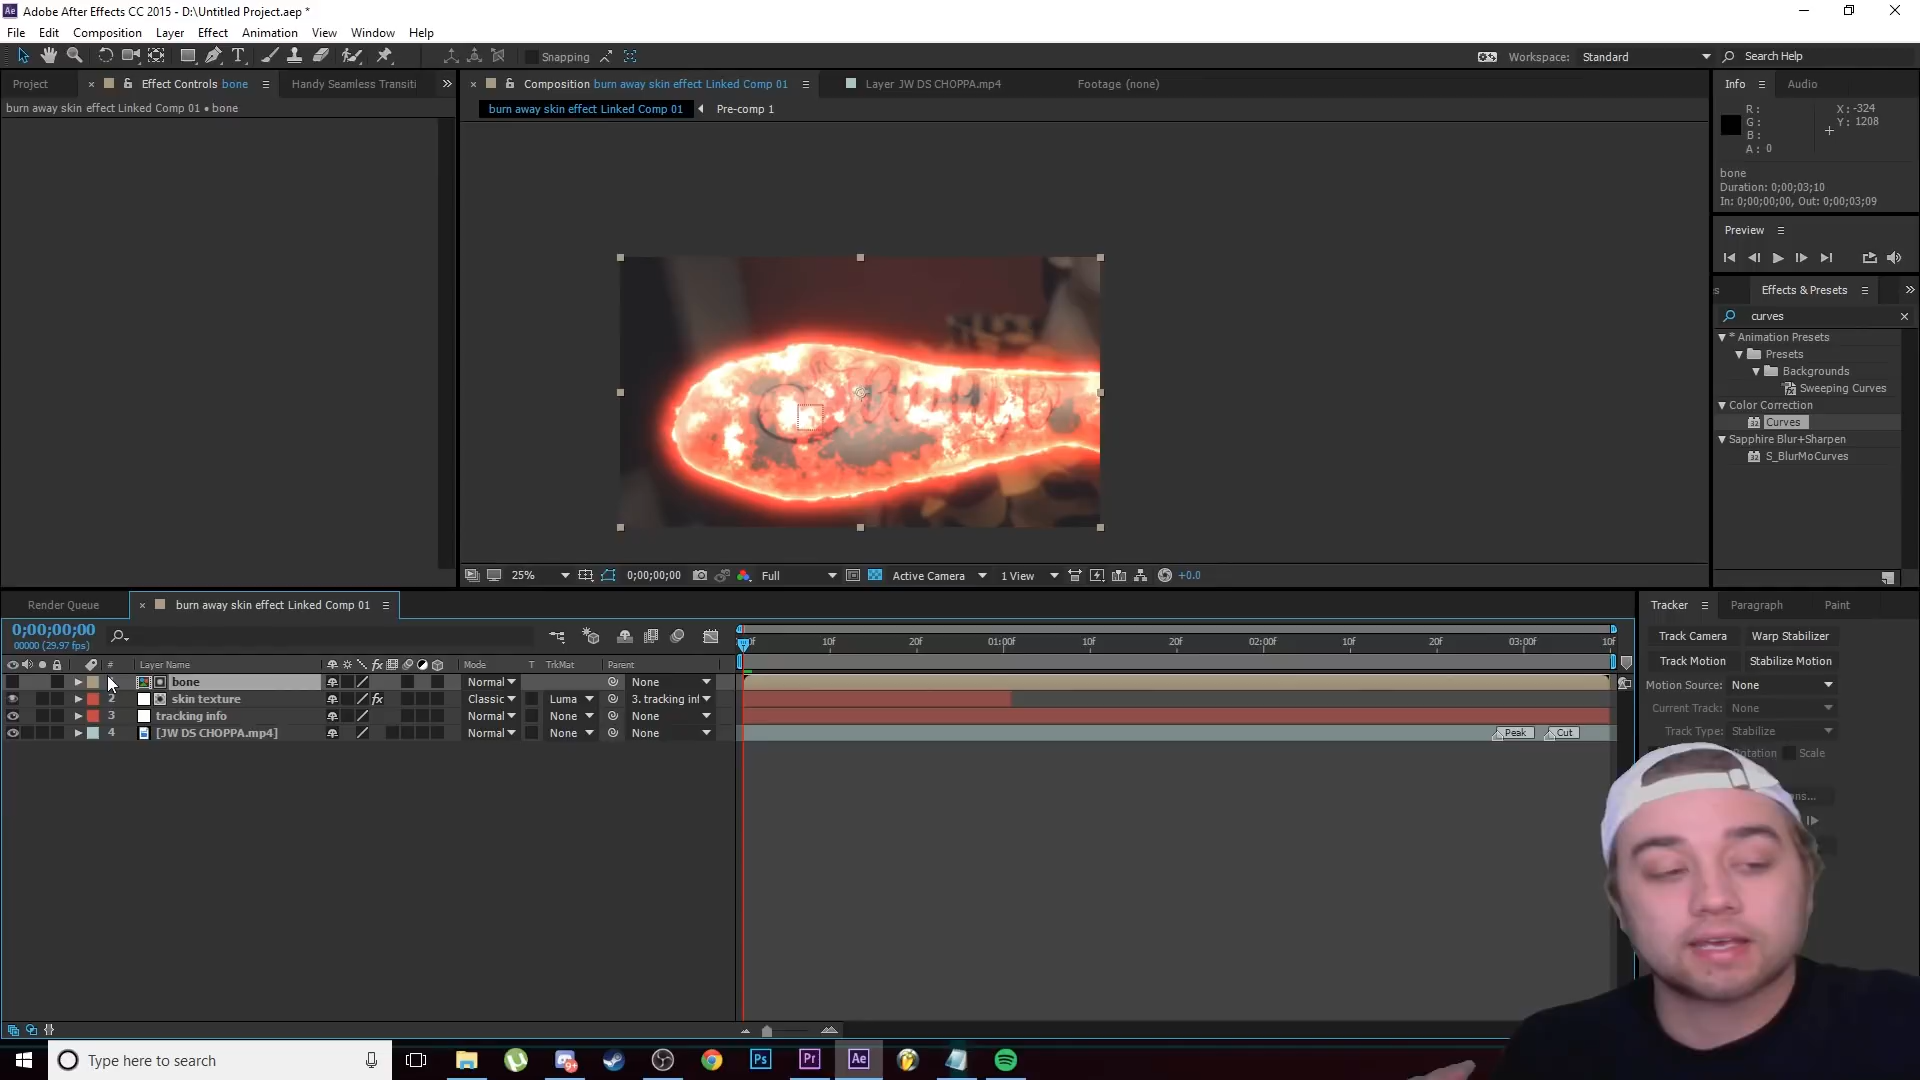 Adobe After Effects CC 2015 - D:\Untitled Project.aep *
File Edit Composition Layer Effect Animation View Window Help
Snapping
Workspace: Standard
Search Help
Project
Effect Controls bone
Handy Seamless Transiti
Composition burn away skin effect Linked Comp 01
Layer JW DS CHOPPA.mp4
Footage (none)
Info
Audio
burn away skin effect Linked Comp 01 • bone
burn away skin effect Linked Comp 01
Pre-comp 1
R:
G:
B:
A: 0
X: -324
Y: 1208
bone
Duration: 0;00;03;10
In: 0;00;00;00, Out: 0;00;03;09
Preview
Effects & Presets
curves
* Animation Presets
Presets
Backgrounds
Sweeping Curves
Color Correction
Curves
Sapphire Blur+Sharpen
S_BlurMoCurves
25%
0;00;00;00
Full
Active Camera
1 View
+0.0
Render Queue
burn away skin effect Linked Comp 01
Tracker
Paragraph
Paint
0;00;00;00
00000 (29.97 fps)
10f 20f 01:00f 10f 20f 02:00f 10f 20f 03:00f 10f
Track Camera
Warp Stabilizer
Track Motion
Stabilize Motion
Motion Source: None
Current Track: None
Track Type: Stabilize
Rotation
Scale
# Layer Name Mode T TrkMat Parent
bone Normal None
2 skin texture Classic Luma 3. tracking inf
3 tracking info Normal None None
4 [JW DS CHOPPA.mp4] Normal None None
Peak
Cut
Type here to search
Ps
Pr
Ae
9+